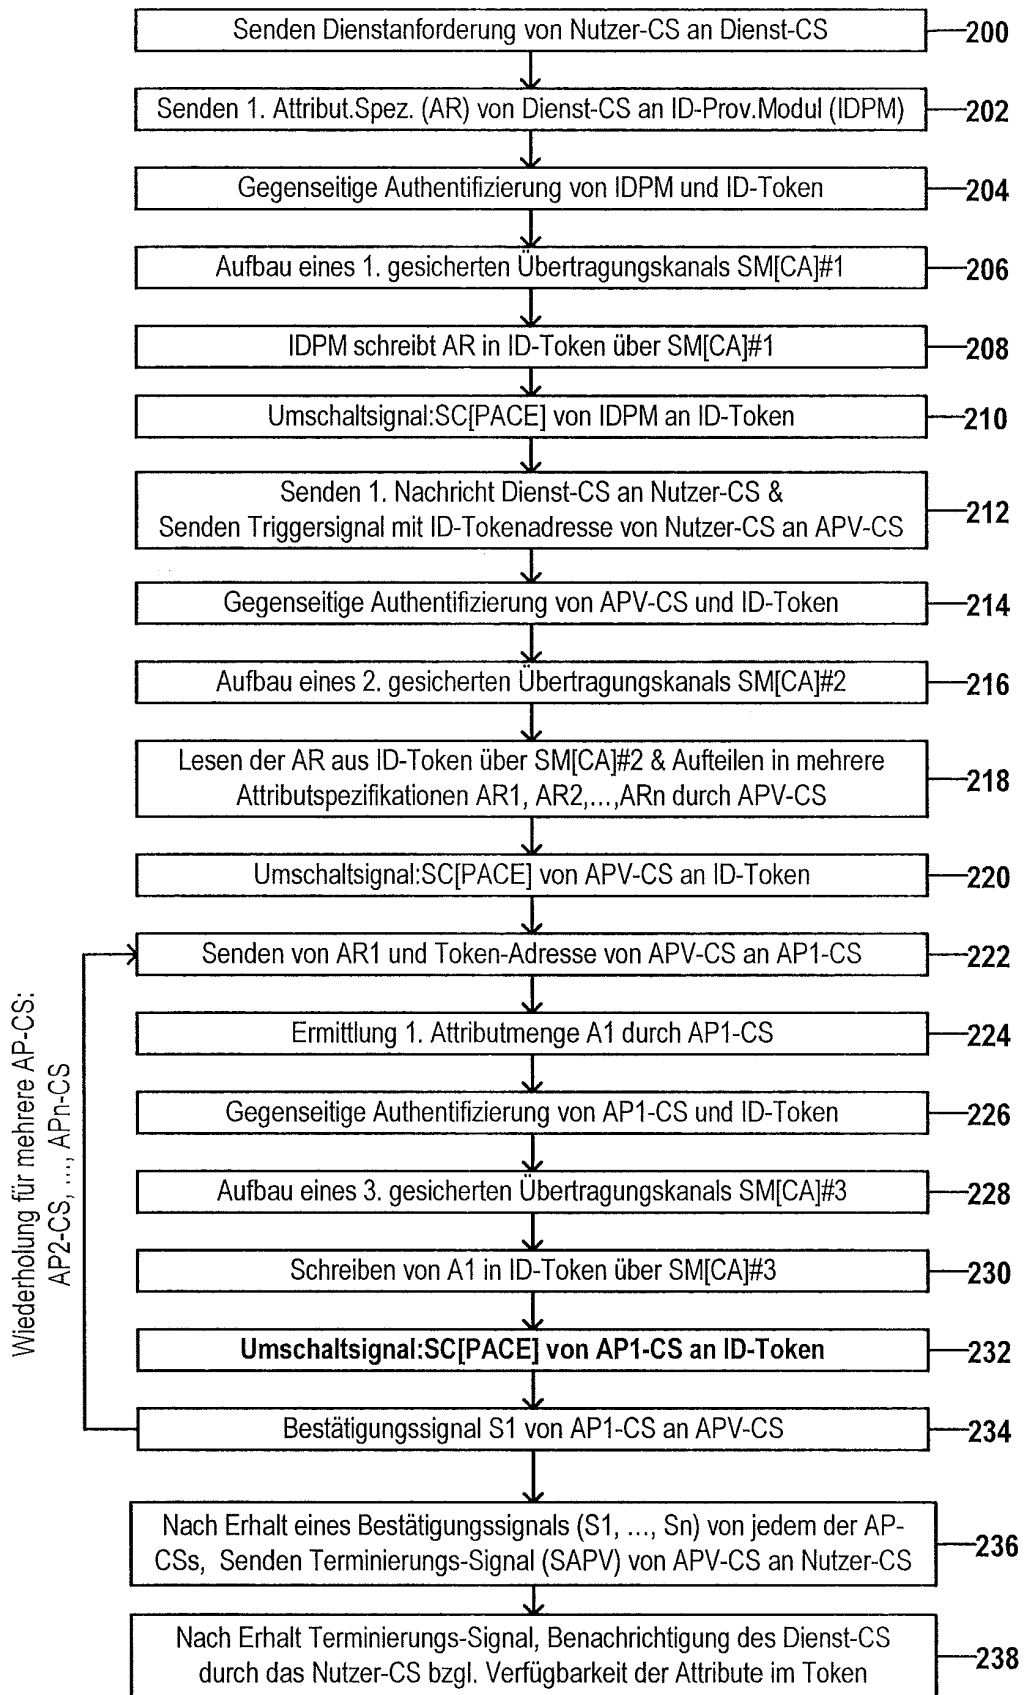 Senden Dienstanforderung von Nutzer-CS an Dienst-CS
200
Senden 1. Attribut.Spez. (AR) von Dienst-CS an ID-Prov.Modul (IDPM)
202
Gegenseitige Authentifizierung von IDPM und ID-Token
204
Aufbau eines 1. gesicherten Übertragungskanals SM[CA]#1
206
IDPM schreibt AR in ID-Token über SM[CA]#1
208
Umschaltsignal:SC[PACE] von IDPM an ID-Token
210
Senden 1. Nachricht Dienst-CS an Nutzer-CS &
Senden Triggersignal mit ID-Tokenadresse von Nutzer-CS an APV-CS
212
Gegenseitige Authentifizierung von APV-CS und ID-Token
214
Aufbau eines 2. gesicherten Übertragungskanals SM[CA]#2
216
Lesen der AR aus ID-Token über SM[CA]#2 & Aufteilen in mehrere
Attributspezifikationen AR1, AR2,...,ARn durch APV-CS
218
Umschaltsignal:SC[PACE] von APV-CS an ID-Token
220
Senden von AR1 und Token-Adresse von APV-CS an AP1-CS
222
Ermittlung 1. Attributmenge A1 durch AP1-CS
224
Gegenseitige Authentifizierung von AP1-CS und ID-Token
226
Aufbau eines 3. gesicherten Übertragungskanals SM[CA]#3
228
Schreiben von A1 in ID-Token über SM[CA]#3
230
Umschaltsignal:SC[PACE] von AP1-CS an ID-Token
232
Bestätigungssignal S1 von AP1-CS an APV-CS
234
Wiederholung für mehrere AP-CS:
AP2-CS, ..., APn-CS
Nach Erhalt eines Bestätigungssignals (S1, ..., Sn) von jedem der AP-
CSs, Senden Terminierungs-Signal (SAPV) von APV-CS an Nutzer-CS
236
Nach Erhalt Terminierungs-Signal, Benachrichtigung des Dienst-CS
durch das Nutzer-CS bzgl. Verfügbarkeit der Attribute im Token
238